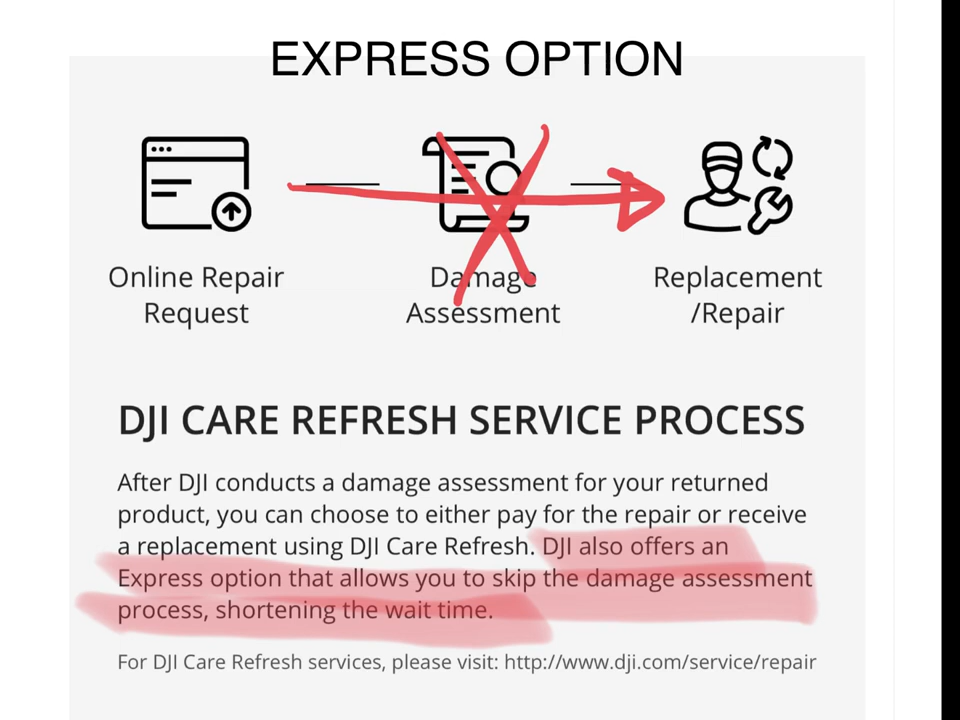 EXPRESS OPTION
Online Repair
Request
Damage
Assessment
Replacement
/Repair
DJI CARE REFRESH SERVICE PROCESS
After DJI conducts a damage assessment for your returned
product, you can choose to either pay for the repair or receive
a replacement using DJI Care Refresh. DJI also offers an
Express option that allows you to skip the damage assessment
process, shortening the wait time.
For DJI Care Refresh services, please visit: http://www.dji.com/service/repair